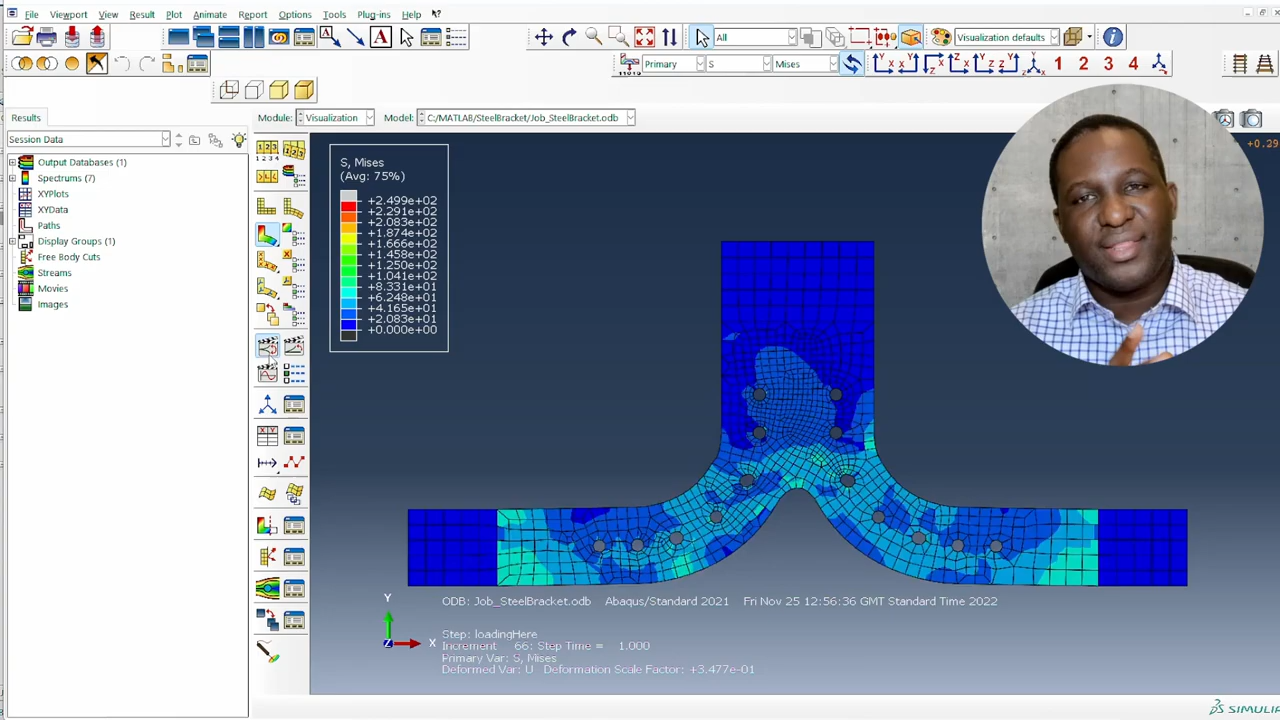 File Viewport View Result Plot Animate Report Options Tools Plug-ins Help
All
Visualization defaults
Primary S Mises
1 2 3 4
Results
Module: Visualization Model: C:/MATLAB/SteelBracket/Job_SteelBracket.odb
Session Data
Output Databases (1)
Spectrums (7)
XYPlots
XYData
Paths
Display Groups (1)
Free Body Cuts
Streams
Movies
Images
S, Mises
(Avg: 75%)
+2.499e+02
+2.291e+02
+2.083e+02
+1.874e+02
+1.666e+02
+1.458e+02
+1.250e+02
+1.041e+02
+8.331e+01
+6.248e+01
+4.165e+01
+2.083e+01
+0.000e+00
+0.29
Y
X
Z
ODB: Job_SteelBracket.odb Abaqus/Standard 2021 Fri Nov 25 12:56:36 GMT Standard Time 2022
Step: loadingHere
Increment 66: Step Time = 1.000
Primary Var: S, Mises
Deformed Var: U Deformation Scale Factor: +3.477e-01
SIMULIA